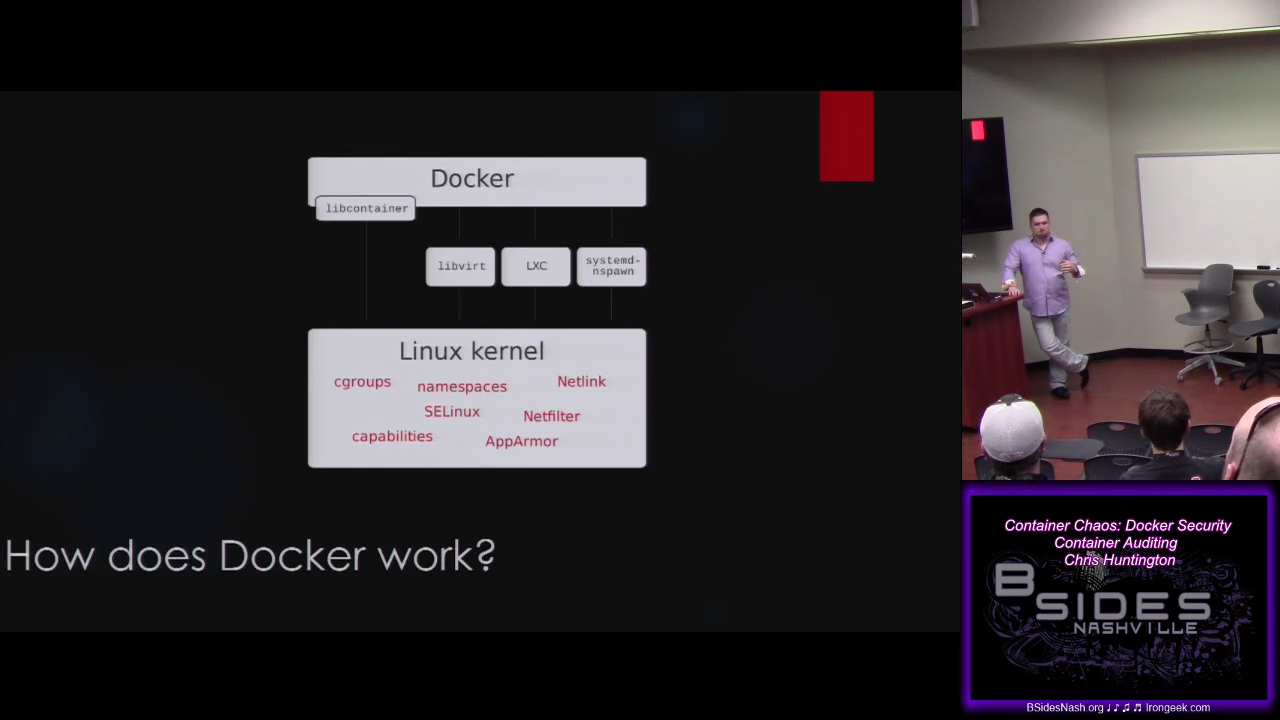 Docker
libcontainer
libvirt
LXC
systemd-
nspawn
Linux kernel
cgroups
namespaces
Netlink
SELinux
Netfilter
capabilities
AppArmor
How does Docker work?
Container Chaos: Docker Security
Container Auditing
Chris Huntington
BSIDES
NASHVILLE
BSidesNash.org ♩ ♪ ♫ ♬ Irongeek.com